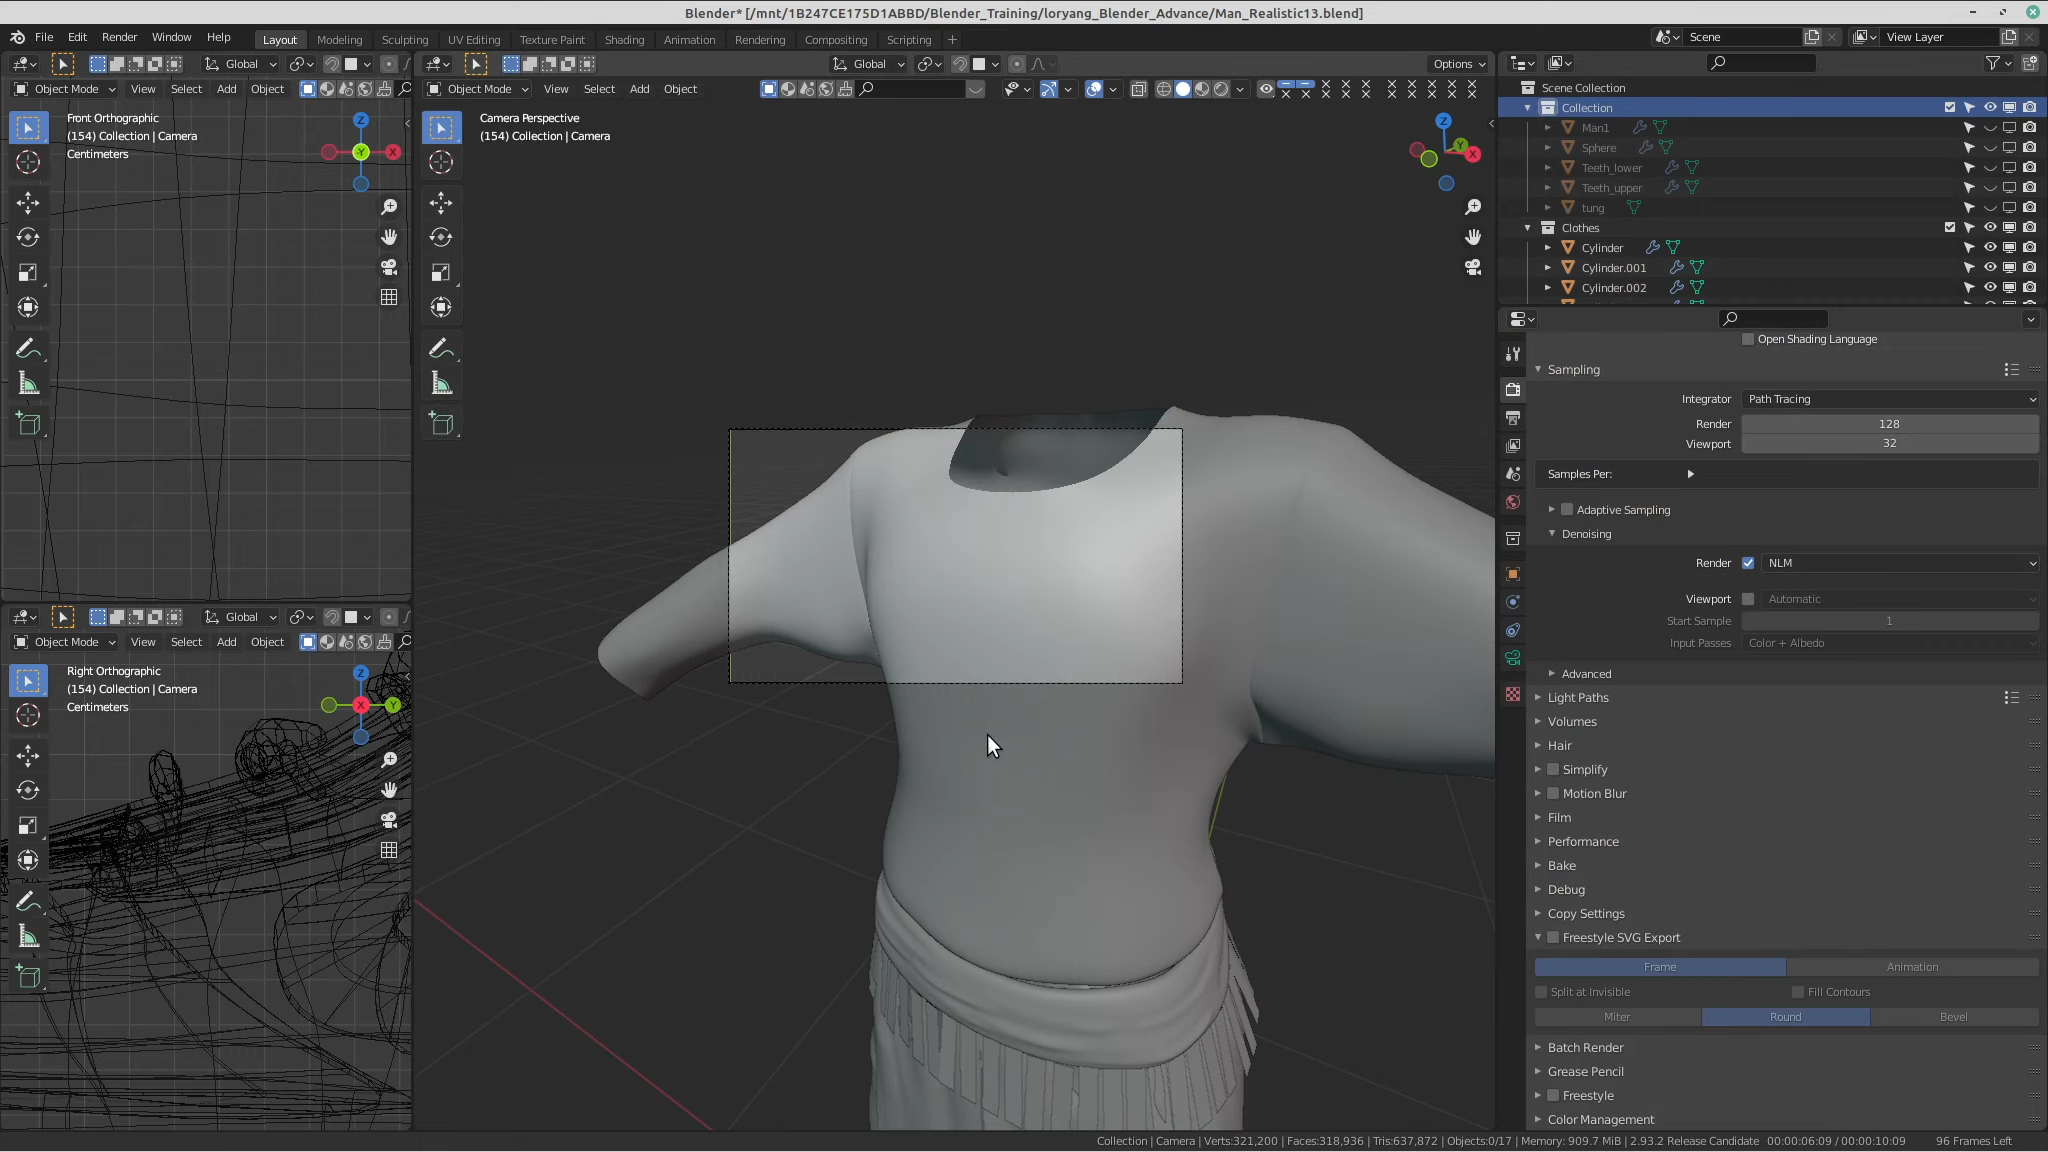 Blender* [/mnt/1B247CE175D1ABBD/Blender_Training/loryang_Blender_Advance/Man_Realistic13.blend]
File Edit Render Window Help Layout Modeling Sculpting UV Editing Texture Paint Shading Animation Rendering Compositing Scripting + Scene View Layer
Global
Object Mode View Select Add Object
Front Orthographic
(154) Collection | Camera
Centimeters
Z
-Y X
Global
Object Mode View Select Add Object
Right Orthographic
(154) Collection | Camera
Centimeters
Z
X Y
Global Options
Object Mode View Select Add Object
Camera Perspective
(154) Collection | Camera
Z
Y
X
Scene Collection
Collection
Man1
Sphere
Teeth_lower
Teeth_upper
tung
Clothes
Cylinder
Cylinder.001
Cylinder.002
Open Shading Language
Sampling
Integrator Path Tracing
Render 128
Viewport 32
Samples Per:
Adaptive Sampling
Denoising
Render NLM
Viewport Automatic
Start Sample 1
Input Passes Color + Albedo
Advanced
Light Paths
Volumes
Hair
Simplify
Motion Blur
Film
Performance
Bake
Debug
Copy Settings
Freestyle SVG Export
Frame Animation
Split at Invisible Fill Contours
Miter Round Bevel
Batch Render
Grease Pencil
Freestyle
Color Management
Collection | Camera | Verts:321,200 | Faces:318,936 | Tris:637,872 | Objects:0/17 | Memory: 909.7 MiB | 2.93.2 Release Candidate 00:00:06:09 / 00:00:10:09 96 Frames Left